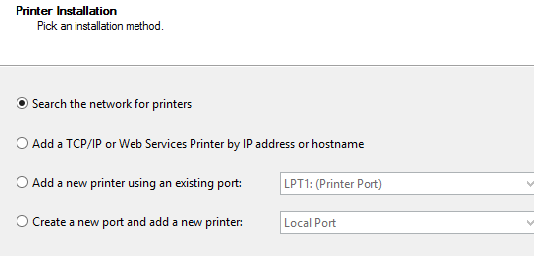 Printer Installation
Pick an installation method.
Search the network for printers
Add a TCP/IP or Web Services Printer by IP address or hostname
Add a new printer using an existing port: LPT1: (Printer Port)
Create a new port and add a new printer: Local Port